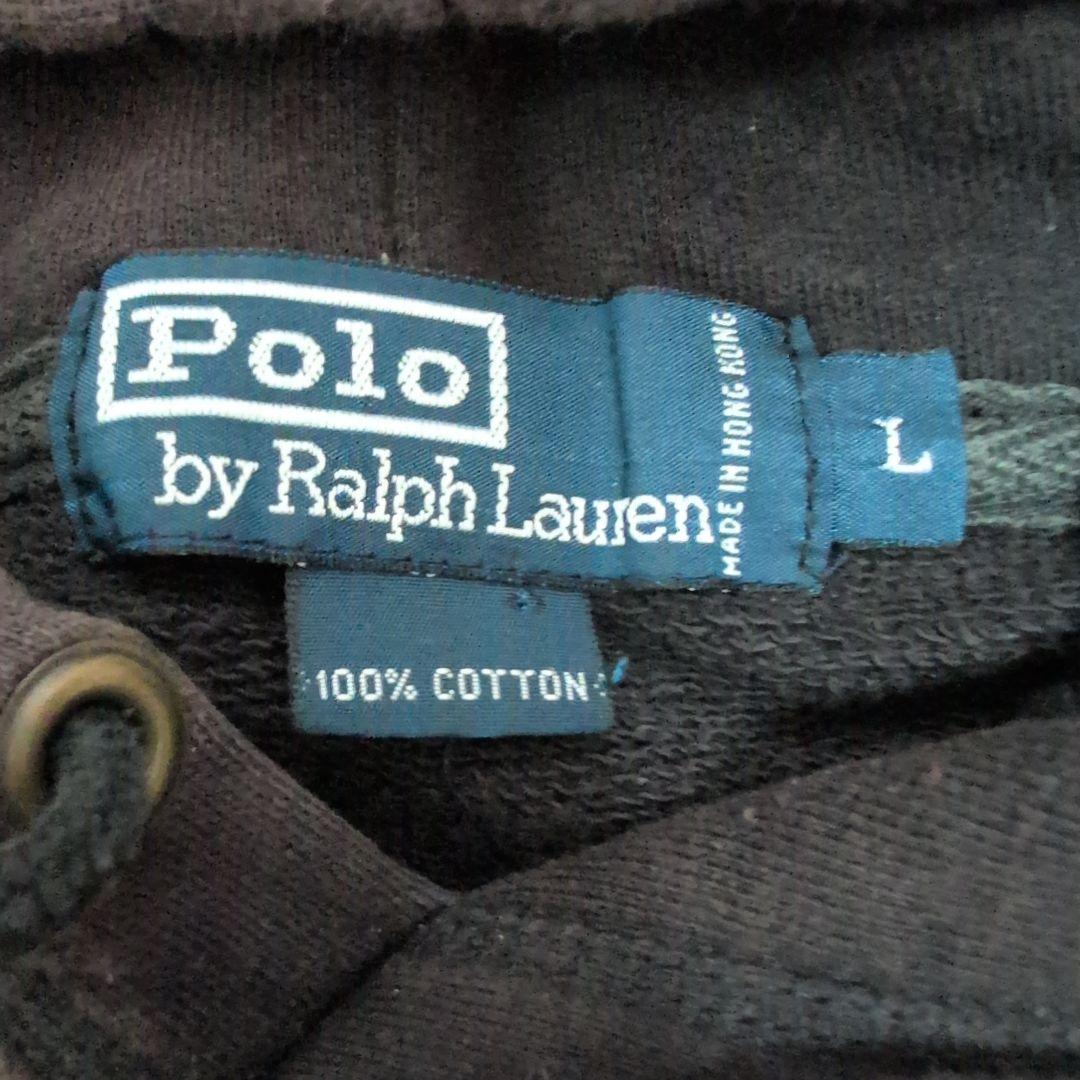 Polo
by Ralph Lauren
MADE IN HONG KONG
L
100% COTTON